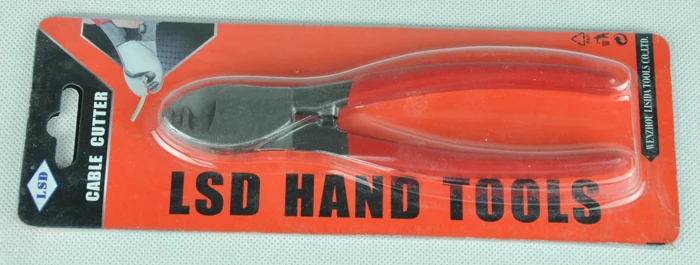 LSD
CABLE CUTTER
WENZHOU LISIDA TOOLS CO.,LTD.
LSD HAND TOOLS